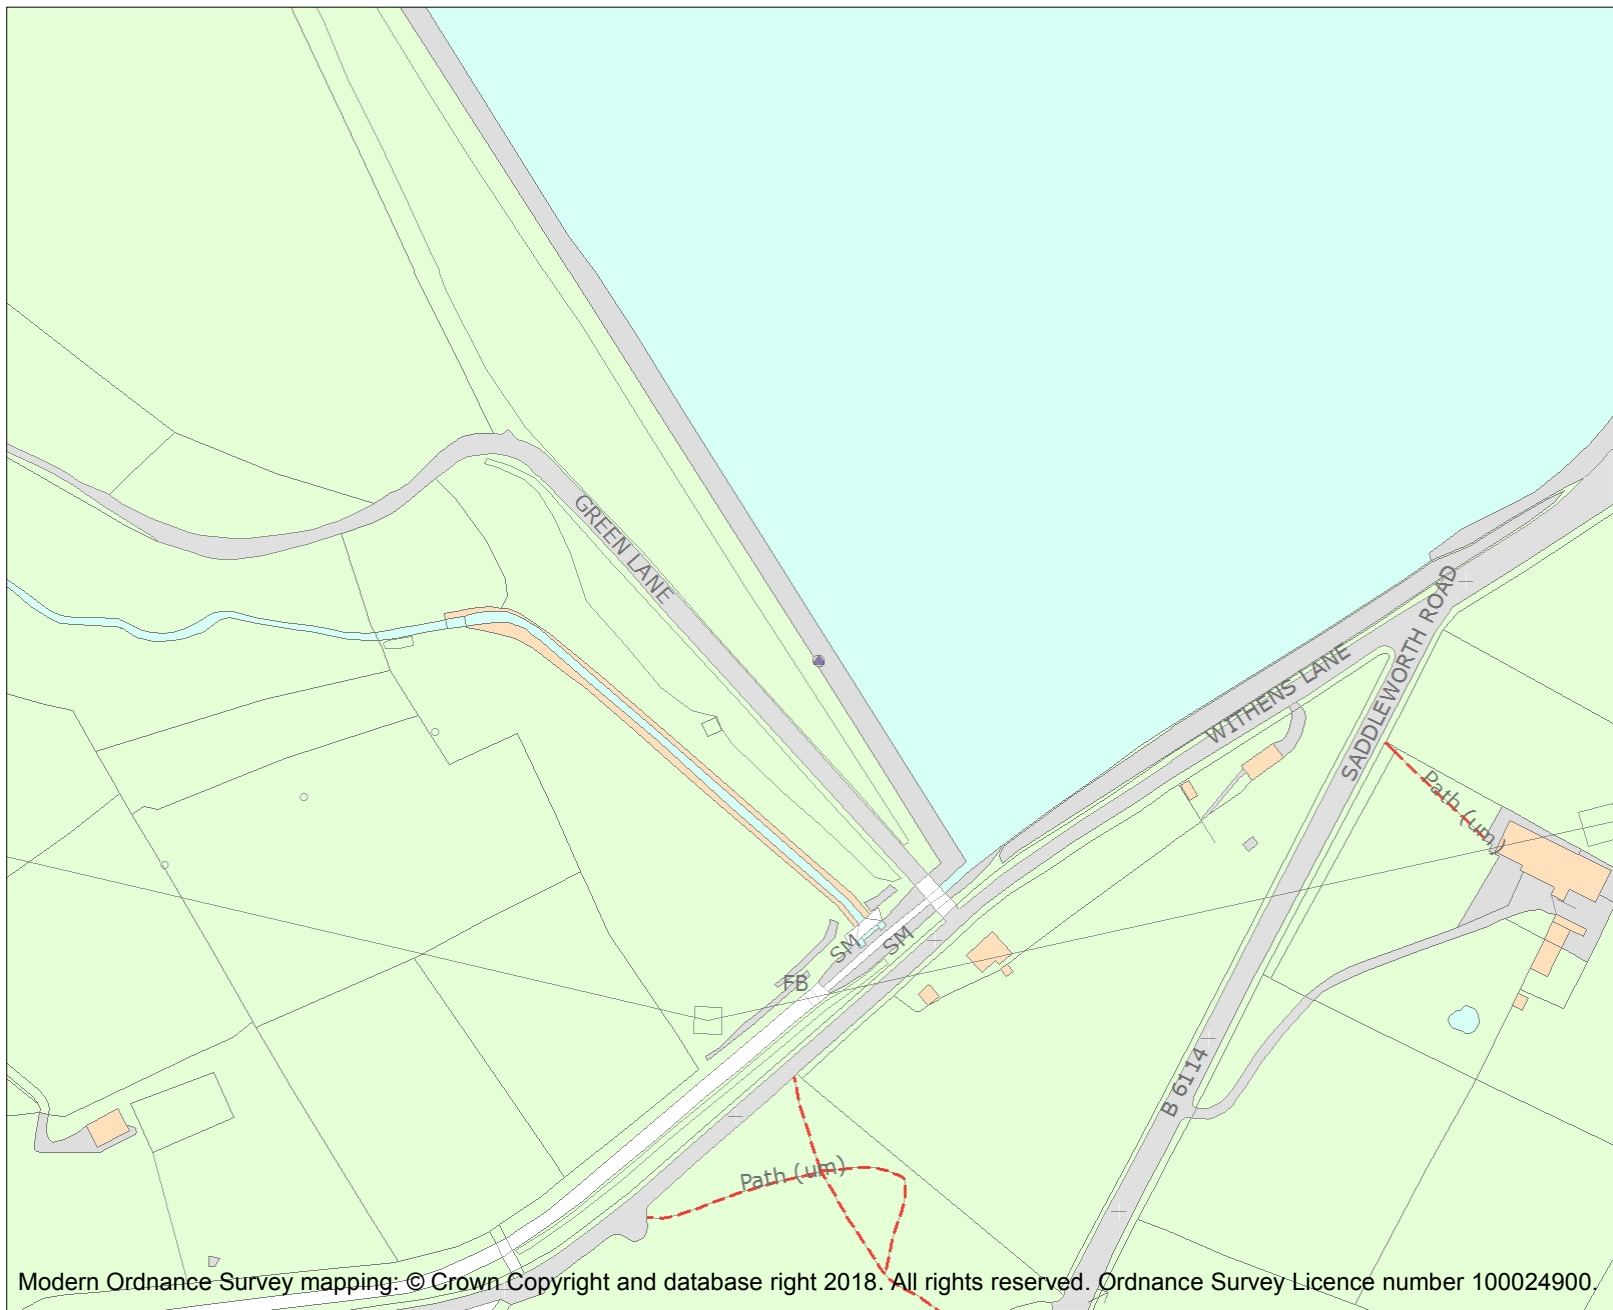 GREEN LANE
SADDLEWORTH ROAD
WITHENS LANE
Path (um)
SM
SM
FB
B 6114
Path (um)
Modern Ordnance Survey mapping: © Crown Copyright and database right 2018. All rights reserved. Ordnance Survey Licence number 100024900.